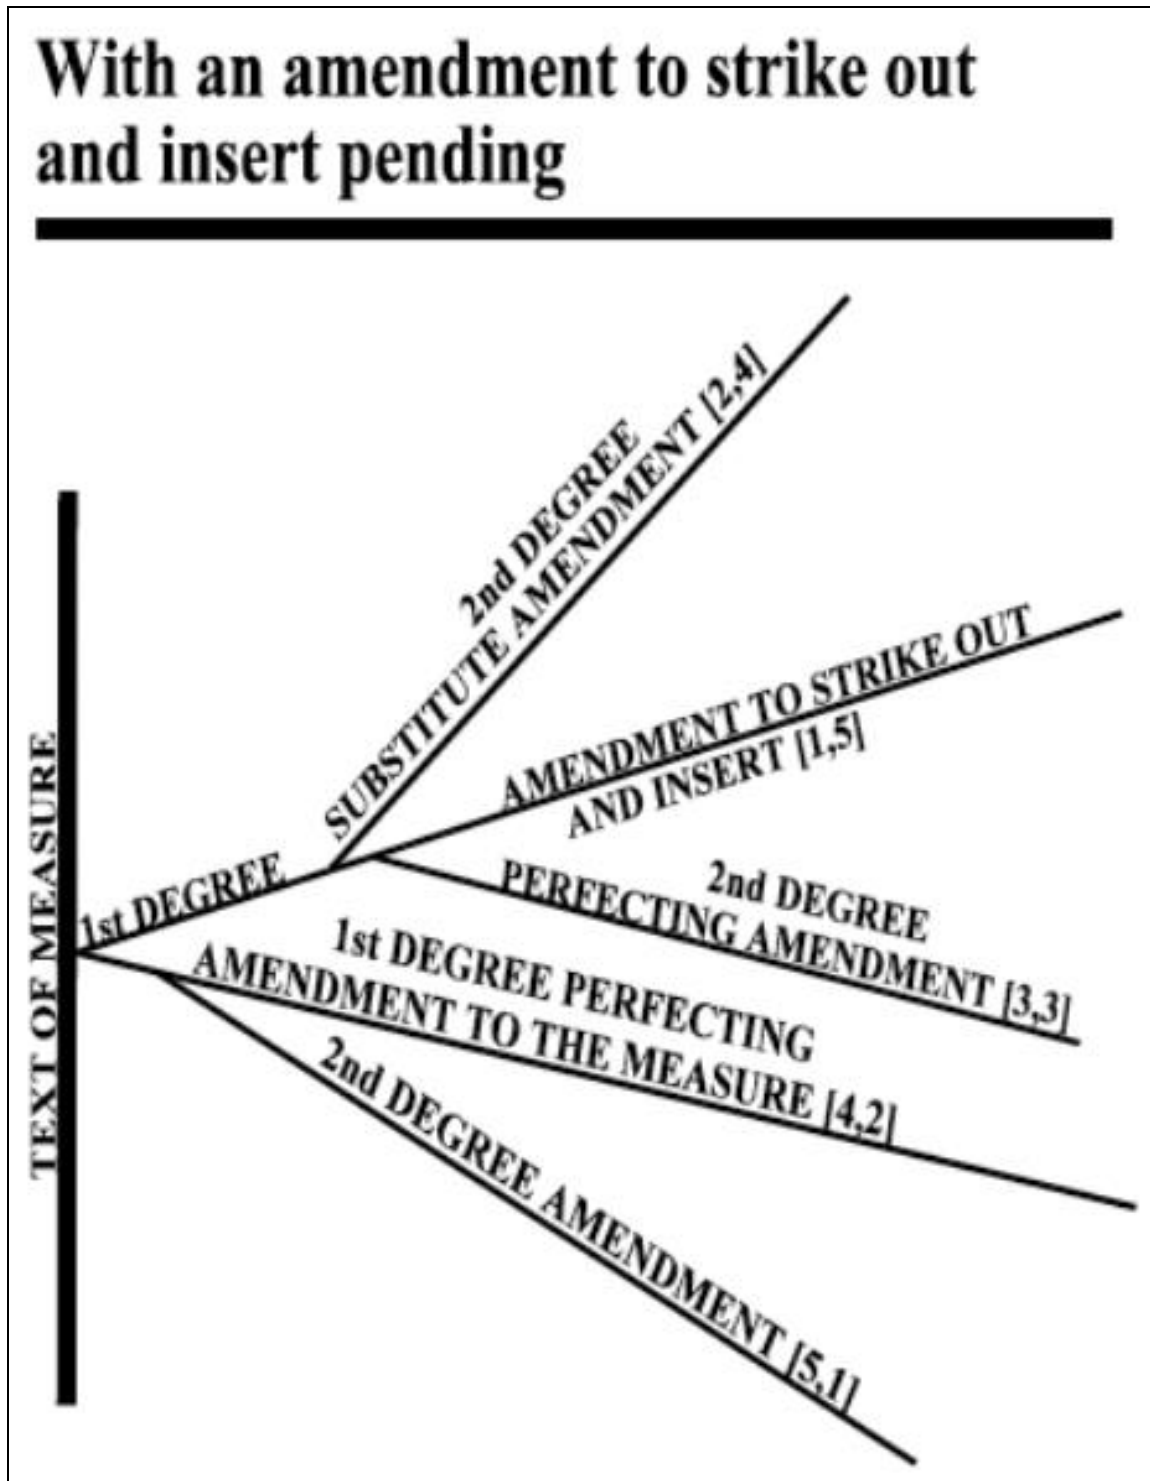 With an amendment to strike out
and insert pending
2nd DEGREE
SUBSTITUTE AMENDMENT [2,4]
AMENDMENT TO STRIKE OUT
AND INSERT [1,5]
1st DEGREE
2nd DEGREE
PERFECTING AMENDMENT [3,3]
1st DEGREE PERFECTING
AMENDMENT TO THE MEASURE [4,2]
2nd DEGREE AMENDMENT [5,1]
TEXT OF MEASURE